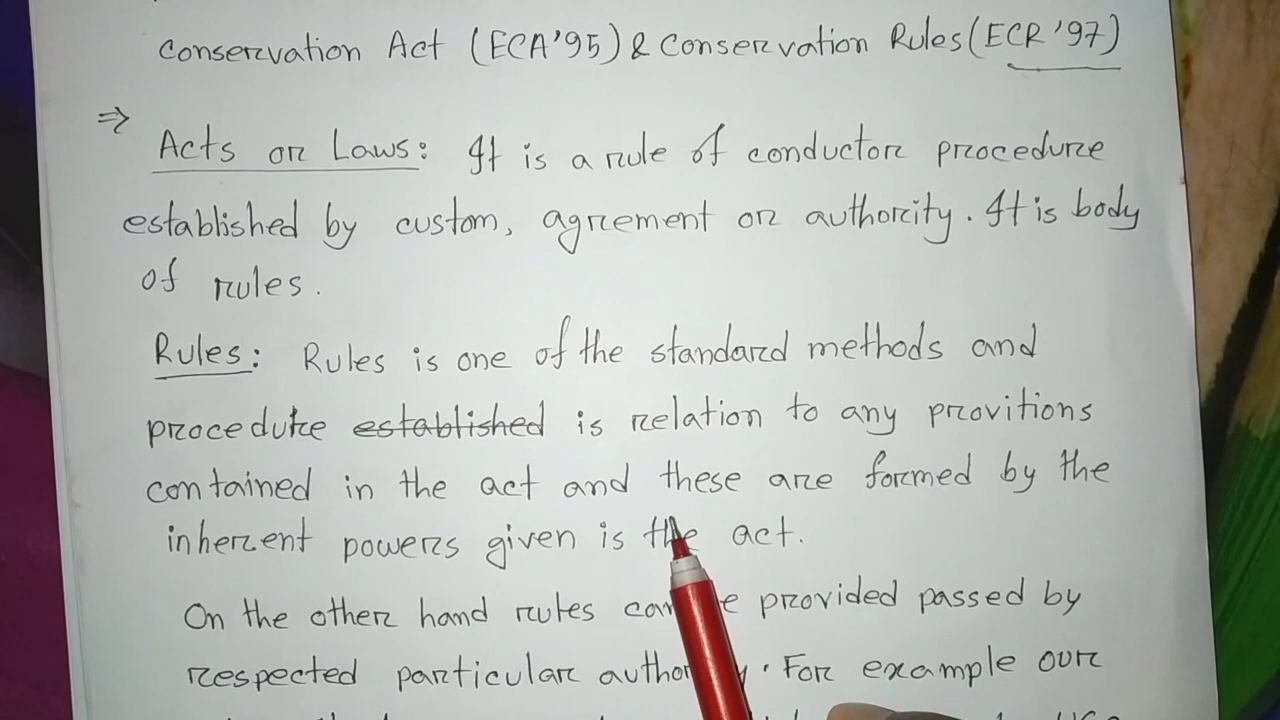 Conservation Act (ECA'95) & Conservation Rules (ECR'97)
⇒ Acts or Laws: It is a rule of conductor procedure
established by custom, agrement or authority. It is body
of rules.
Rules: Rules is one of the standard methods and
procedure established is relation to any provitions
contained in the act and these are formed by the
inherent powers given is the act.
On the other hand rules provided passed by
respected particular For example our